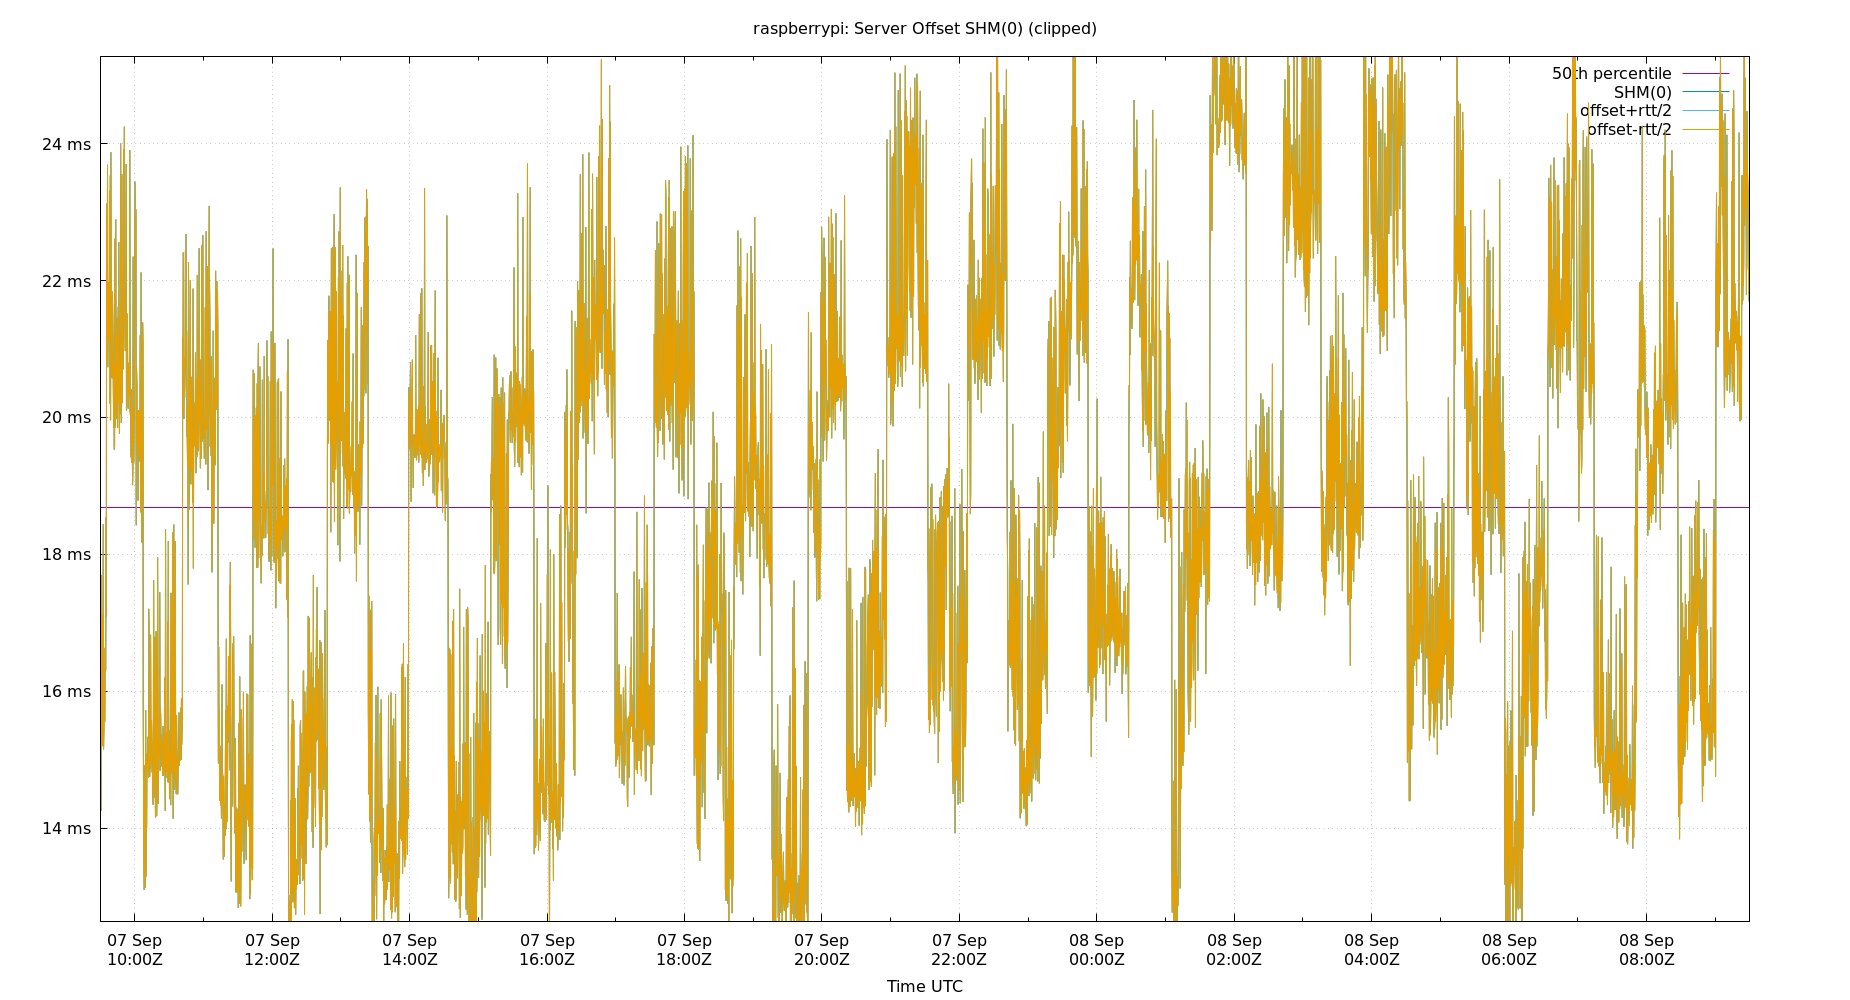 raspberrypi: Server Offset SHM(0) (clipped)
50th percentile
SHM(0)
offset+rtt/2
offset-rtt/2
24 ms
22 ms
20 ms
18 ms
16 ms
14 ms
07 Sep 07 Sep 07 Sep 07 Sep 07 Sep 07 Sep 07 Sep 08 Sep 08 Sep 08 Sep 08 Sep 08 Sep
10:00Z 12:00Z 14:00Z 16:00Z 18:00Z 20:00Z 22:00Z 00:00Z 02:00Z 04:00Z 06:00Z 08:00Z
Time UTC